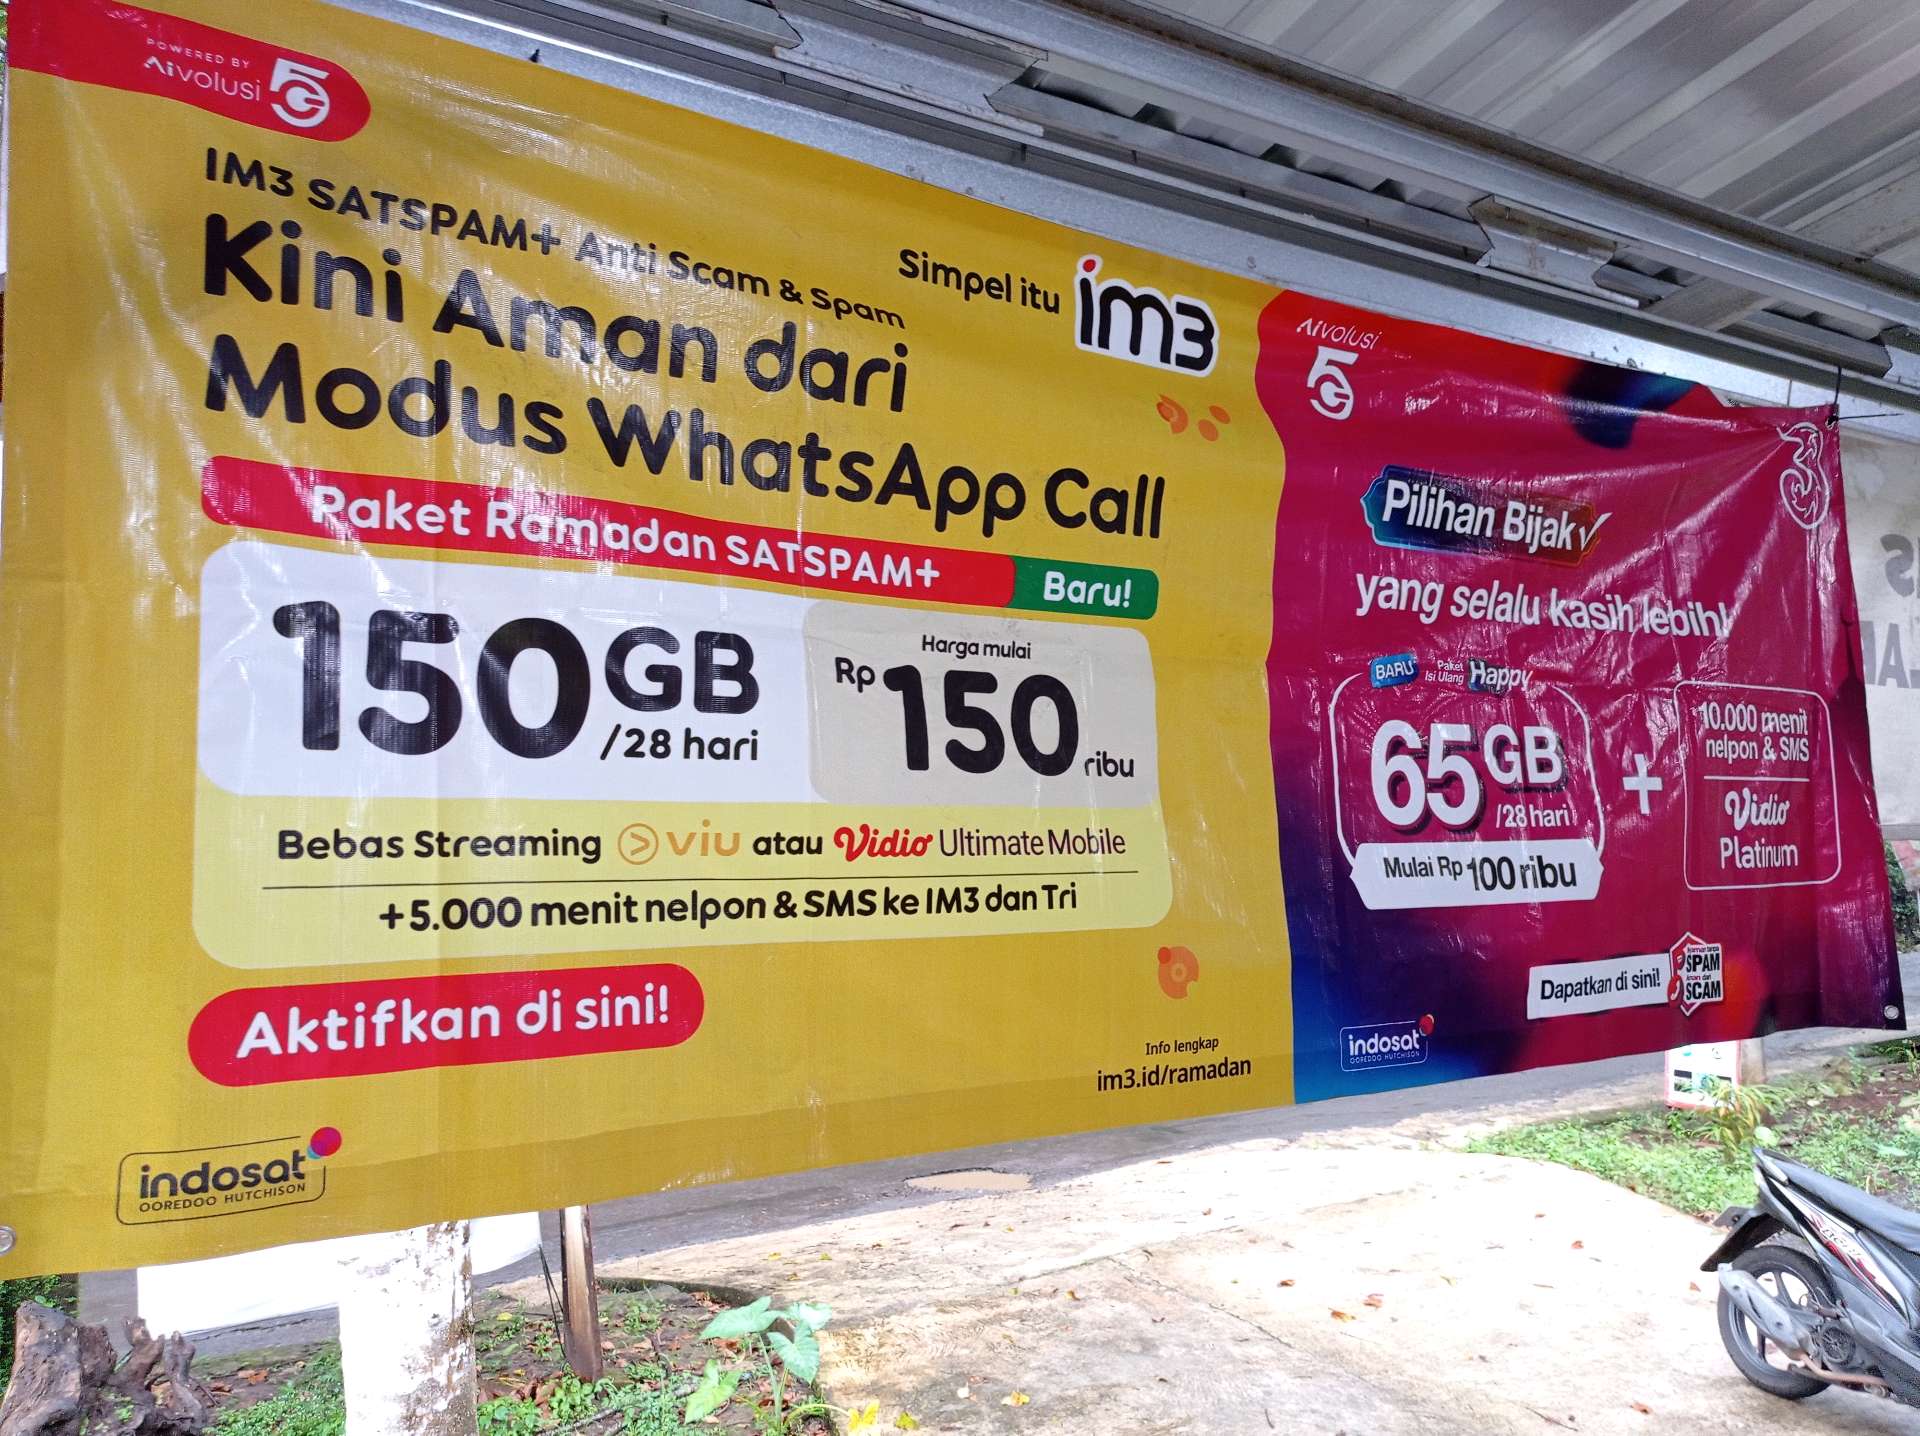 POWERED BY
AIVOLUSI 5G
IM3 SATSPAM+ Anti Scam & Spam
Kini Aman dari
Modus WhatsApp Call
Simpel itu im3
Paket Ramadan SATSPAM+ Baru!
150GB /28 hari
Harga mulai
Rp150 ribu
Bebas Streaming viu atau Vidio Ultimate Mobile
+5.000 menit nelpon & SMS ke IM3 dan Tri
Aktifkan di sini!
Info lengkap
im3.id/ramadan
indosat
OOREDOO HUTCHISON
AIVOLUSI
5G
3
Pilihan Bijak
yang selalu kasih lebih!
BARU Paket Isi Ulang Happy
65GB /28 hari
Mulai Rp100 ribu
+
10.000 menit
nelpon & SMS
Vidio
Platinum
Dapatkan di sini!
SPAM
SCAM
indosat
OOREDOO HUTCHISON